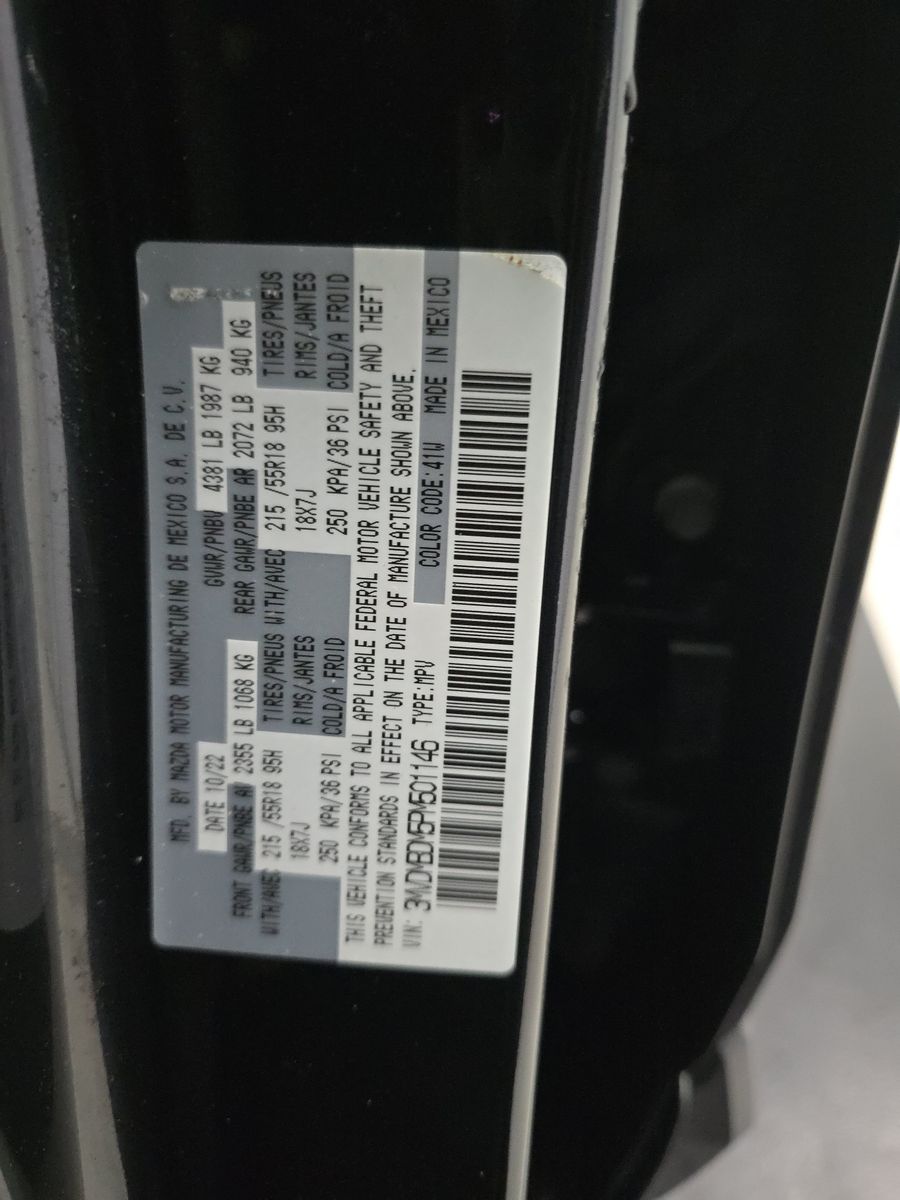 MFD. BY MAZDA MOTOR MANUFACTURING DE MEXICO S.A. DE C.V.
DATE 10/22 GVWR/PNBV 4381 LB 1987 KG
FRONT GAWR/PNBE AV 2355 LB 1068 KG REAR GAWR/PNBE AR 2072 LB 940 KG
WITH/AVEC 215 /55R18 95H TIRES/PNEUS WITH/AVEC 215 /55R18 95H TIRES/PNEUS
18X7J RIMS/JANTES 18X7J RIMS/JANTES
250 KPA/36 PSI COLD/A FROID 250 KPA/36 PSI COLD/A FROID
THIS VEHICLE CONFORMS TO ALL APPLICABLE FEDERAL MOTOR VEHICLE SAFETY AND THEFT
PREVENTION STANDARDS IN EFFECT ON THE DATE OF MANUFACTURE SHOWN ABOVE.
VIN: 3MVDMBDM5PM501146 TYPE:MPV COLOR CODE:41W MADE IN MEXICO